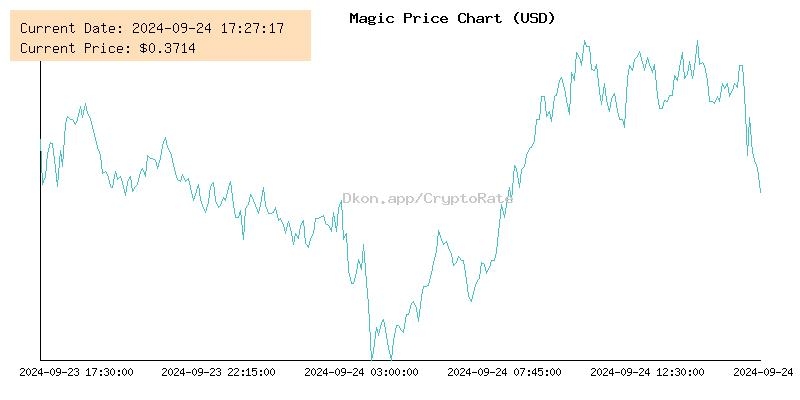 Magic Price Chart (USD)
Current Date: 2024-09-24 17:27:17
Current Price: $0.3714
Dkon.app/CryptoRate
2024-09-23 17:30:00
2024-09-23 22:15:00
2024-09-24 03:00:00
2024-09-24 07:45:00
2024-09-24 12:30:00
2024-09-24